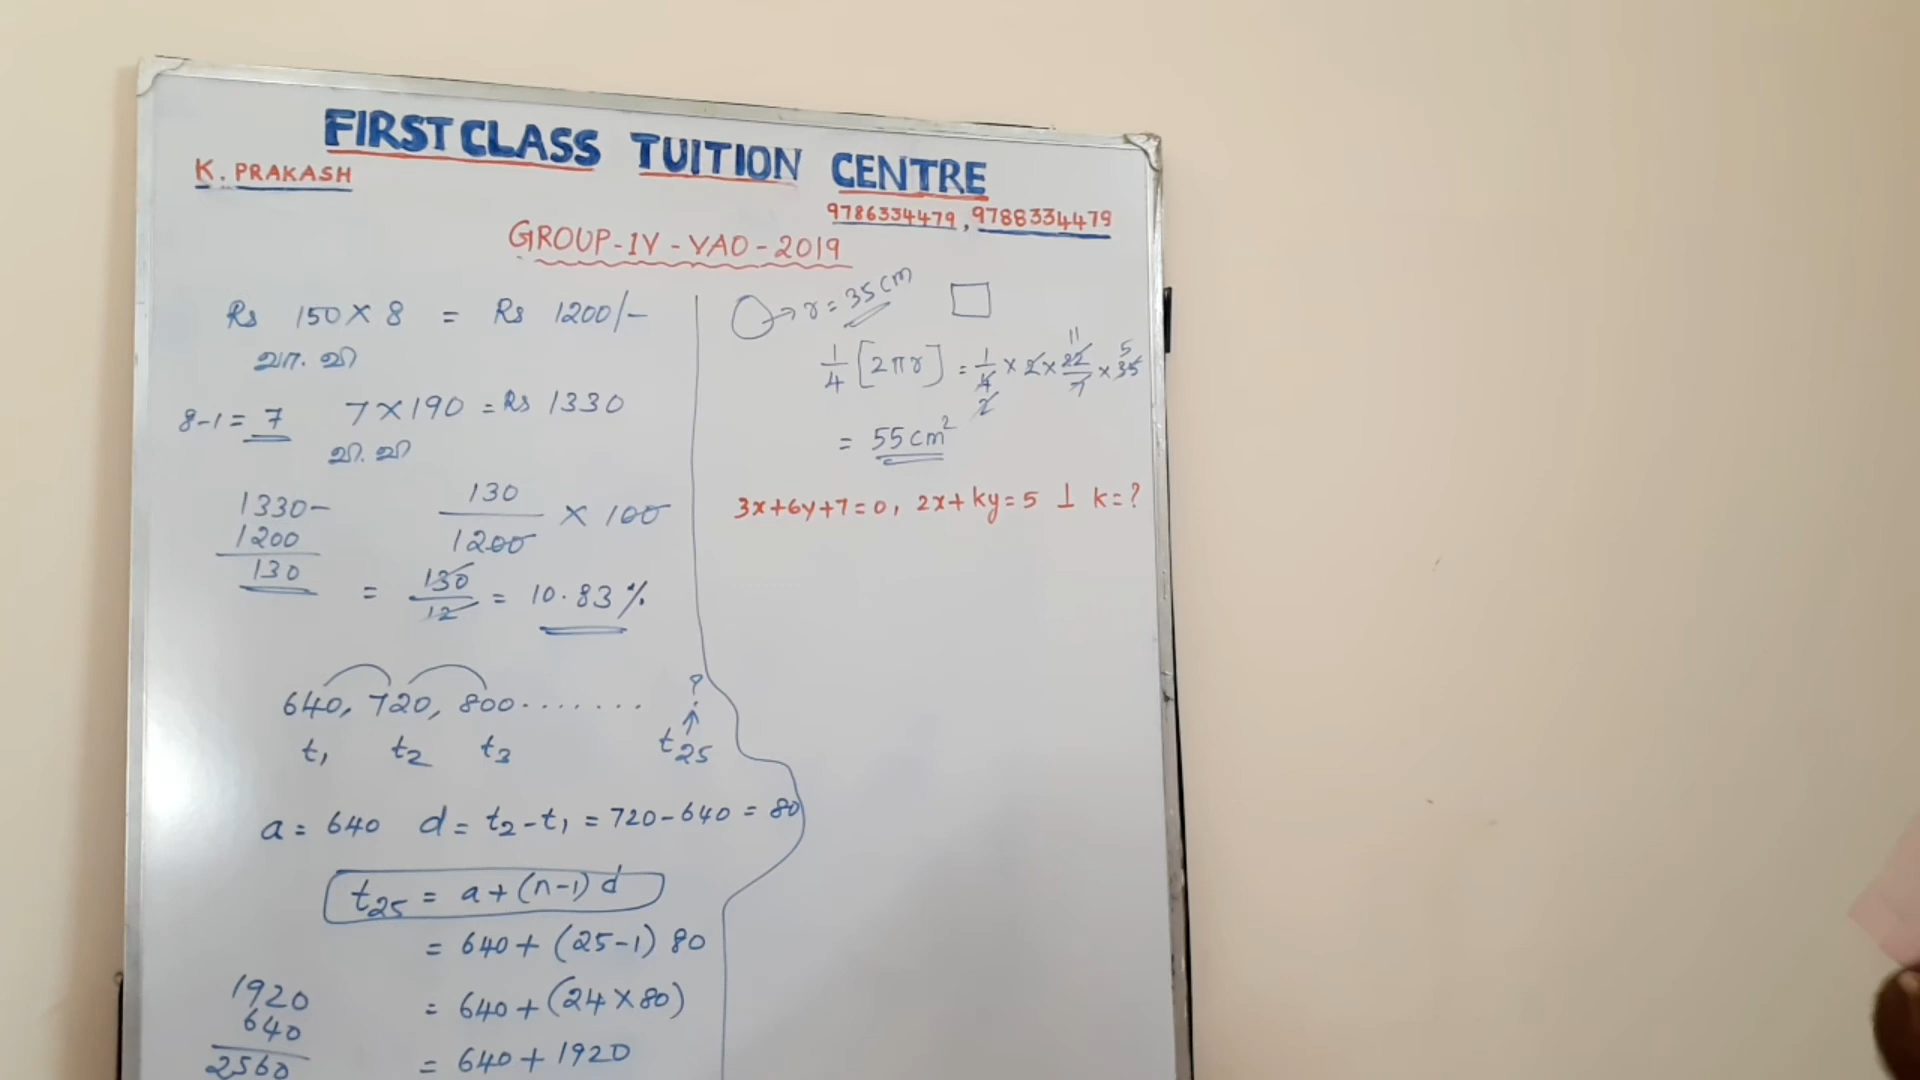 FIRST CLASS TUITION CENTRE
K. PRAKASH
9786334479, 9788334479
GROUP-IV-VAO-2019
Rs 150 × 8 = Rs 1200/-
வா. வி
8-1 = 7 7 × 190 = Rs 1330
வி. வி
1330-
1200
130
130/1200 × 100
= 130/12 = 10.83 %
640, 720, 800........ ?
t1 t2 t3 t25
a = 640 d = t2 - t1 = 720 - 640 = 80
t25 = a + (n-1) d
= 640 + (25-1) 80
= 640 + (24 × 80)
= 640 + 1920
1920
640
2560
r = 35 cm
1/4 [2πr] = 1/4 × 2 × 22/7 × 35
2 11 5
= 55 cm²
3x+6y+7=0, 2x+ky=5 ⊥ k=?